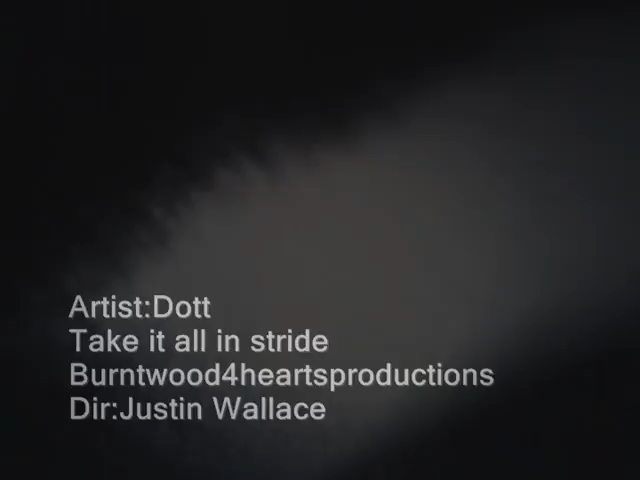 Artist:Dott
Take it all in stride
Burntwood4heartsproductions
Dir:Justin Wallace